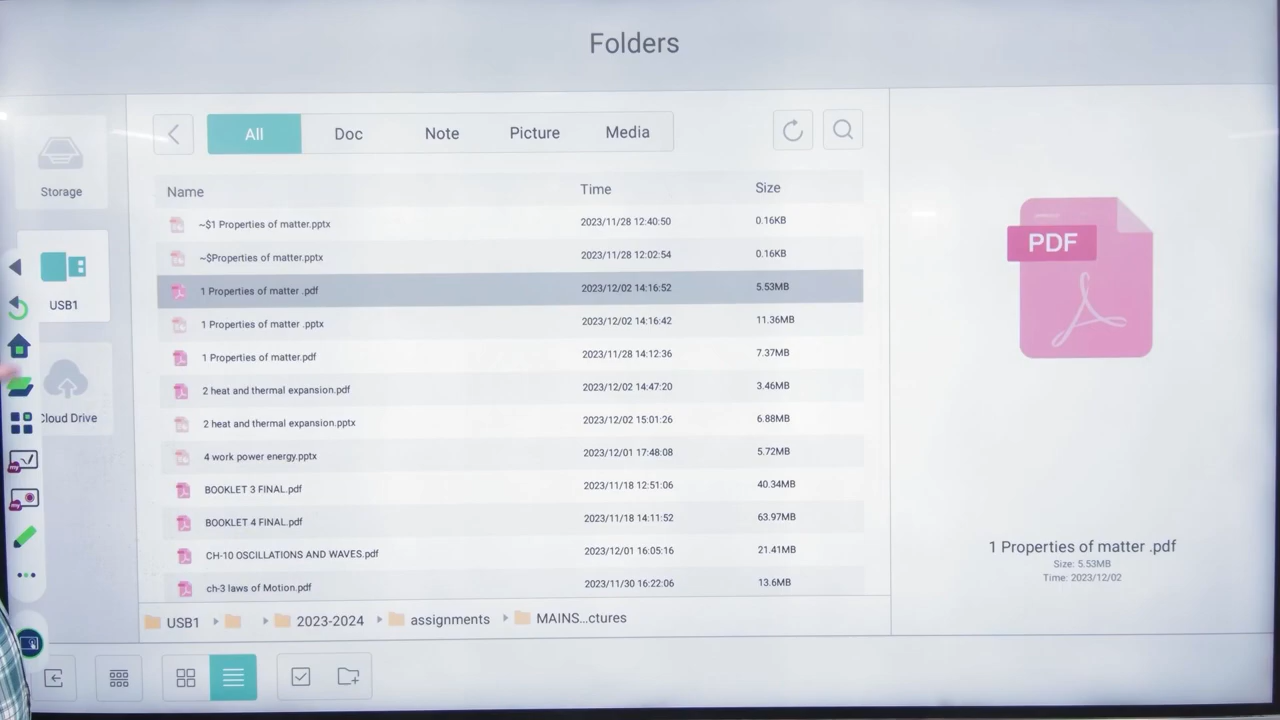 Folders
All Doc Note Picture Media
Storage
USB1
Cloud Drive
Name Time Size
~$1 Properties of matter.pptx 2023/11/28 12:40:50 0.16KB
~$Properties of matter.pptx 2023/11/28 12:02:54 0.16KB
1 Properties of matter .pdf 2023/12/02 14:16:52 5.53MB
1 Properties of matter .pptx 2023/12/02 14:16:42 11.36MB
1 Properties of matter.pdf 2023/11/28 14:12:36 7.37MB
2 heat and thermal expansion.pdf 2023/12/02 14:47:20 3.46MB
2 heat and thermal expansion.pptx 2023/12/02 15:01:26 6.88MB
4 work power energy.pptx 2023/12/01 17:48:08 5.72MB
BOOKLET 3 FINAL.pdf 2023/11/18 12:51:06 40.34MB
BOOKLET 4 FINAL.pdf 2023/11/18 14:11:52 63.97MB
CH-10 OSCILLATIONS AND WAVES.pdf 2023/12/01 16:05:16 21.41MB
ch-3 laws of Motion.pdf 2023/11/30 16:22:06 13.6MB
USB1 2023-2024 assignments MAINS...ctures
PDF
1 Properties of matter .pdf
Size: 5.53MB
Time: 2023/12/02